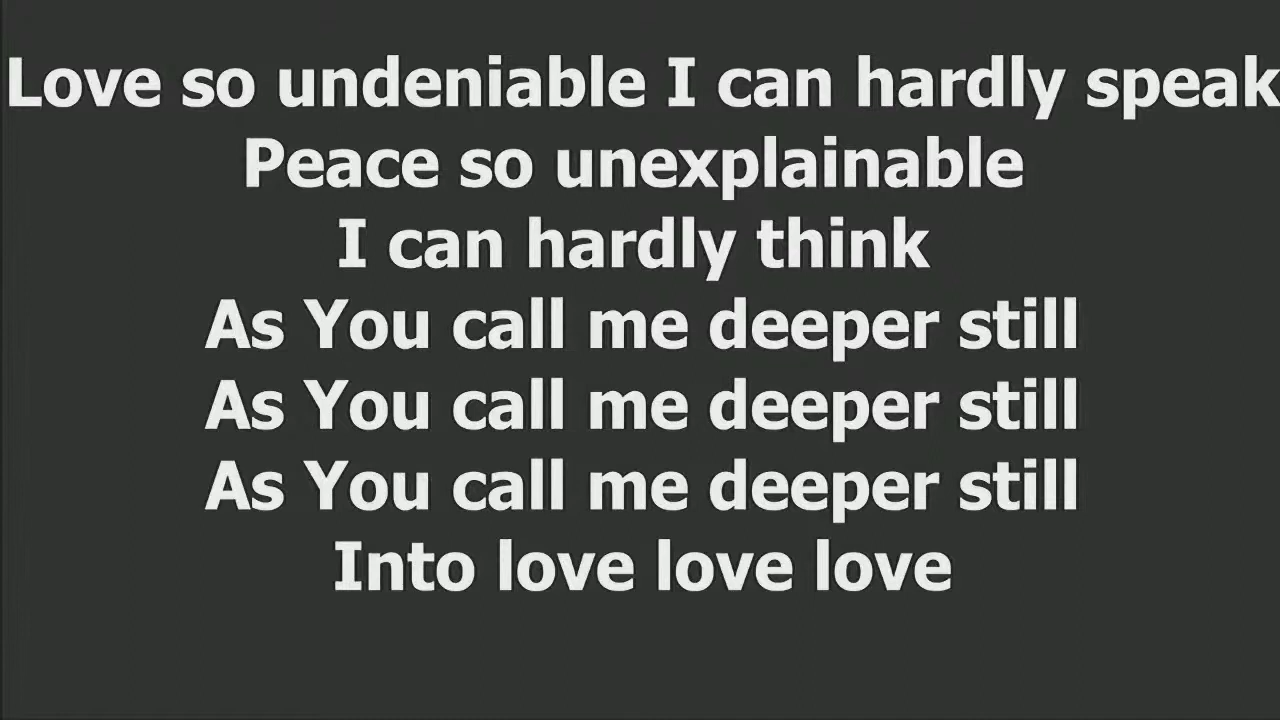 Love so undeniable I can hardly speak
Peace so unexplainable
I can hardly think
As You call me deeper still
As You call me deeper still
As You call me deeper still
Into love love love